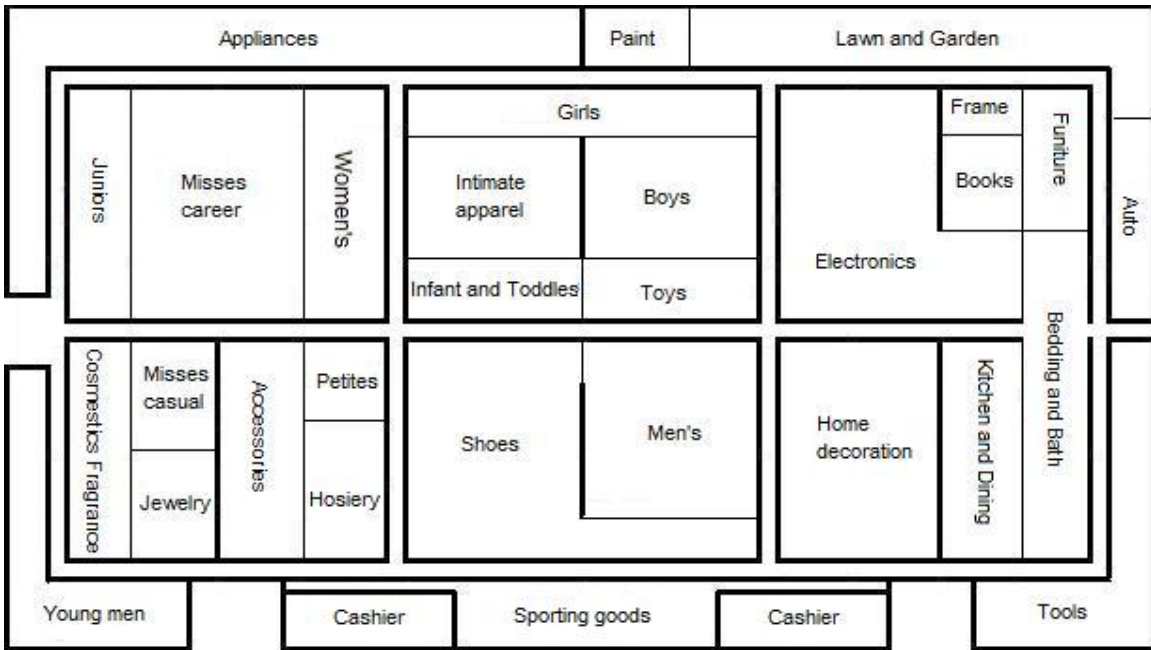 Appliances
Paint
Lawn and Garden
Juniors
Misses
career
Women's
Girls
Intimate
apparel
Boys
Infant and Toddles
Toys
Electronics
Frame
Books
Funiture
Auto
Cosmestics Fragrance
Misses
casual
Jewelry
Accessories
Petites
Hosiery
Shoes
Men's
Home
decoration
Kitchen and Dining
Bedding and Bath
Young men
Cashier
Sporting goods
Cashier
Tools